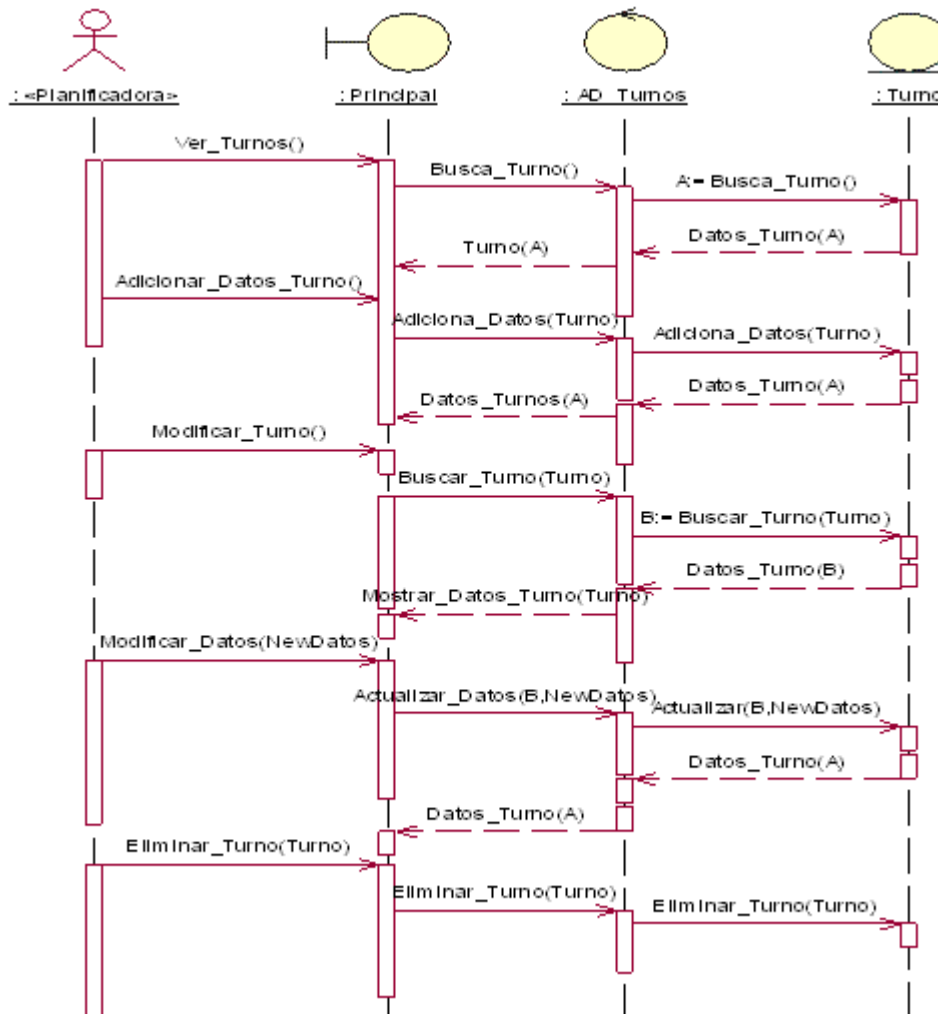 : «Planificadora»
: Principal
: AD_Turnos
: Turno
Ver_Turnos()
Busca_Turno()
A:= Busca_Turno()
Datos_Turno(A)
Turno(A)
Adicionar_Datos_Turno()
Adiciona_Datos(Turno)
Adiciona_Datos(Turno)
Datos_Turno(A)
Datos_Turnos(A)
Modificar_Turno()
Buscar_Turno(Turno)
B:= Buscar_Turno(Turno)
Datos_Turno(B)
Mostrar_Datos_Turno(Turno)
Modificar_Datos(NewDatos)
Actualizar_Datos(B,NewDatos)
Actualizar(B,NewDatos)
Datos_Turno(A)
Datos_Turno(A)
Eliminar_Turno(Turno)
Eliminar_Turno(Turno)
Eliminar_Turno(Turno)